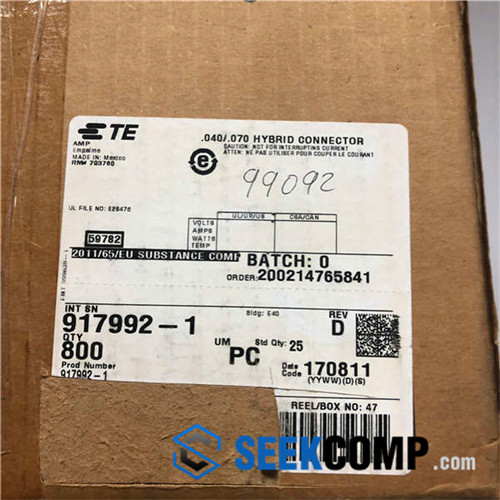 TE
AMP
Empalme
MADE IN: Mexico
RM# 703760
.040/.070 HYBRID CONNECTOR
CAUTION: NOT FOR INTERRUPTING CURRENT
ATTEN: NE PAS UTILISER POUR COUPER LE COURANT
e
99092
UL FILE NO: E28476
UL/UR/US CSA/CAN
VOLTS
AMPS
WATTS
TEMP
59782
2011/65/EU SUBSTANCE COMP
BATCH: 0
ORDER: 200214765841
INT SN
917992-1
Bldg: E40
REV
D
QTY
800
UM
PC
Std Qty: 25
Prod Number
917992-1
Date Code
170811
(YYWW)(D)(S)
REEL/BOX NO: 47
SEEKCOMP.com